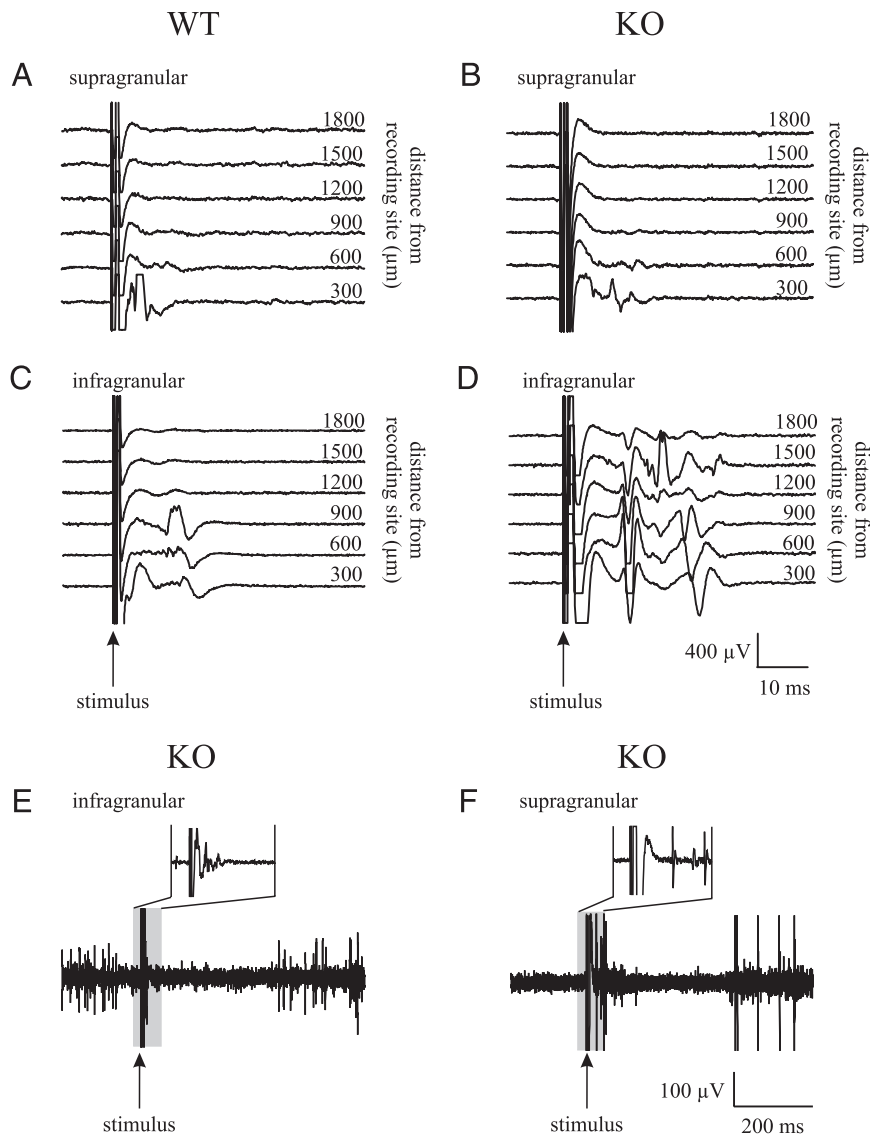 WT
KO
A
supragranular
1800
1500
1200
900
600
300
distance from
recording site (µm)
B
supragranular
1800
1500
1200
900
600
300
distance from
recording site (µm)
C
infragranular
1800
1500
1200
900
600
300
distance from
recording site (µm)
stimulus
D
infragranular
1800
1500
1200
900
600
300
distance from
recording site (µm)
stimulus
400 µV
10 ms
KO
KO
E
infragranular
stimulus
F
supragranular
stimulus
100 µV
200 ms